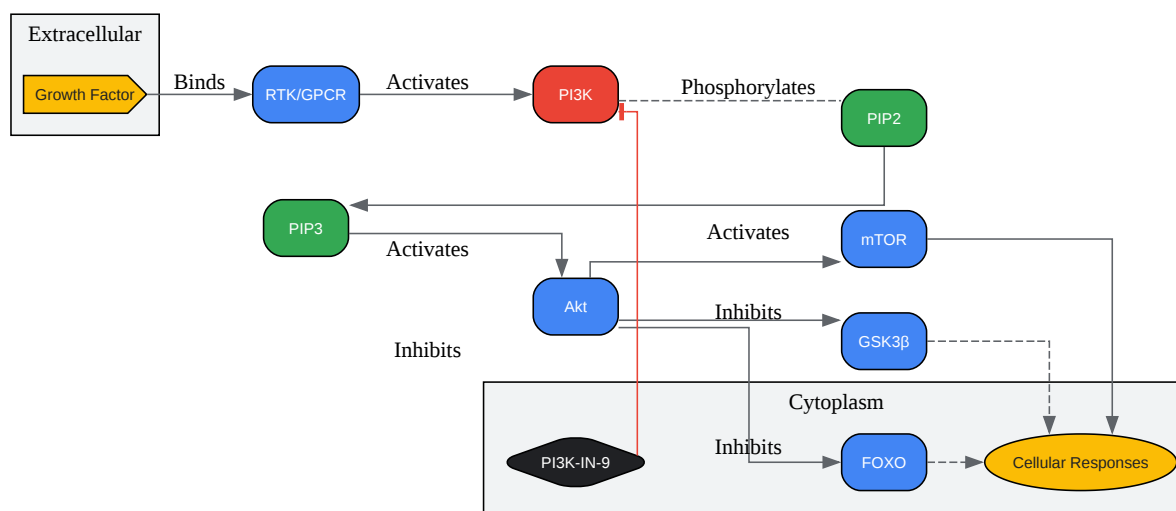 Extracellular
Growth Factor
Binds
RTK/GPCR
Activates
PI3K
Phosphorylates
PIP2
PIP3
Activates
Akt
Activates
mTOR
Inhibits
GSK3β
Inhibits
Cytoplasm
PI3K-IN-9
Inhibits
FOXO
Cellular Responses